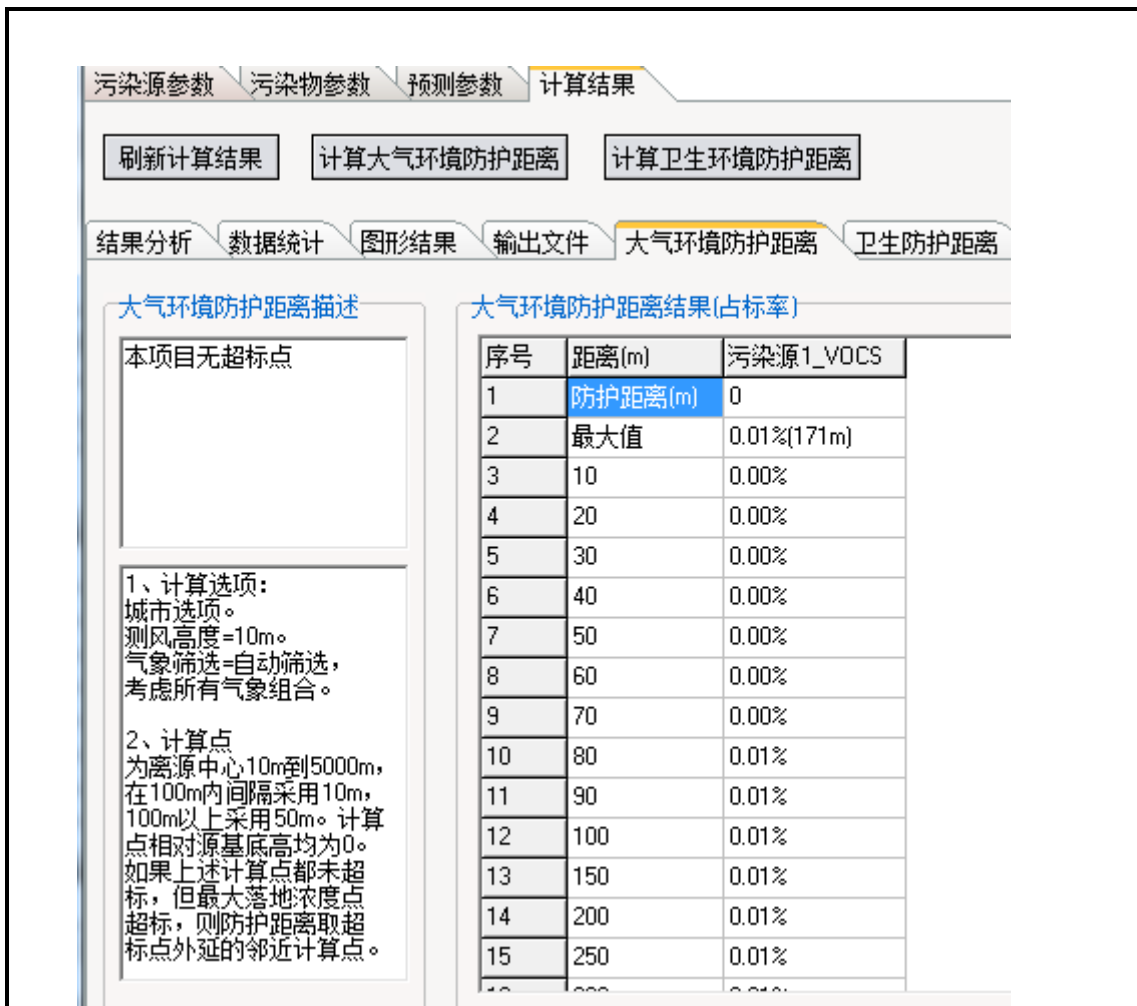 污染源参数 污染物参数 预测参数 计算结果
刷新计算结果 计算大气环境防护距离 计算卫生环境防护距离
结果分析 数据统计 图形结果 输出文件 大气环境防护距离 卫生防护距离
大气环境防护距离描述
本项目无超标点
1、计算选项:
城市选项。
测风高度=10m。
气象筛选=自动筛选，
考虑所有气象组合。
2、计算点
为离源中心10m到5000m，
在100m内间隔采用10m，
100m以上采用50m。计算
点相对源基底高均为0。
如果上述计算点都未超
标，但最大落地浓度点
超标，则防护距离取超
标点外延的邻近计算点。
大气环境防护距离结果(占标率)
序号 距离(m) 污染源1_VOCS
1 防护距离(m) 0
2 最大值 0.01%(171m)
3 10 0.00%
4 20 0.00%
5 30 0.00%
6 40 0.00%
7 50 0.00%
8 60 0.00%
9 70 0.00%
10 80 0.01%
11 90 0.01%
12 100 0.01%
13 150 0.01%
14 200 0.01%
15 250 0.01%